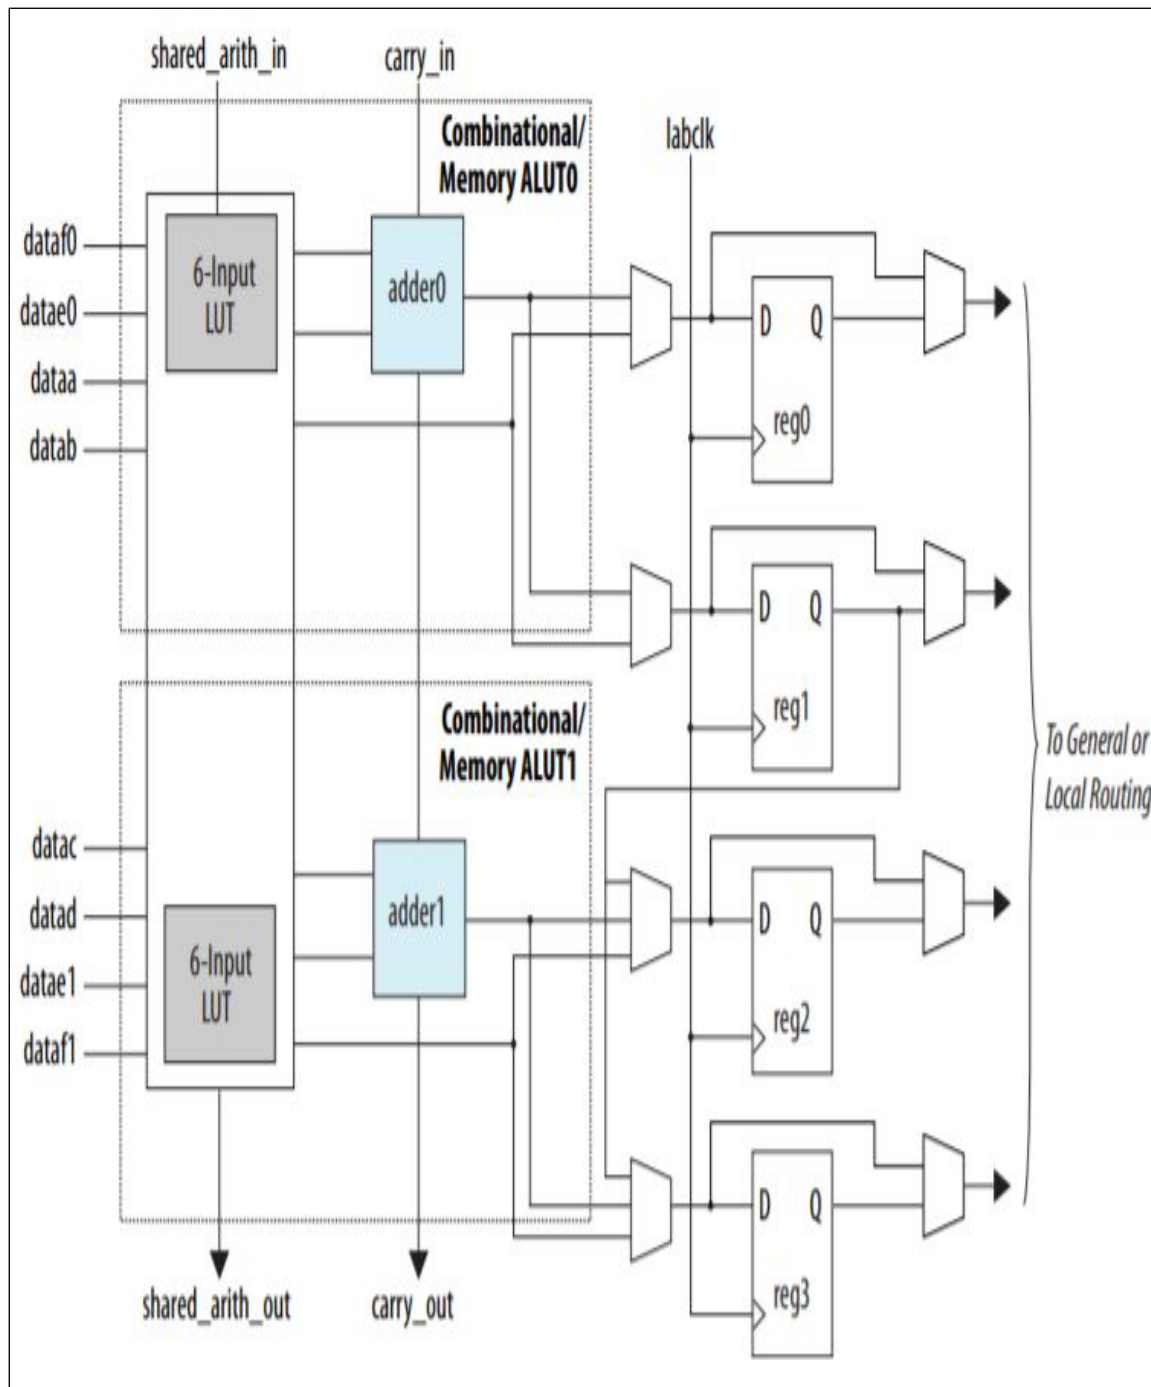 shared_arith_in
carry_in
Combinational/
Memory ALUT0
labclk
dataf0
datae0
dataa
datab
6-Input
LUT
adder0
D Q
reg0
D Q
reg1
Combinational/
Memory ALUT1
To General or
Local Routing
datac
datad
datae1
dataf1
6-Input
LUT
adder1
D Q
reg2
D Q
reg3
shared_arith_out
carry_out